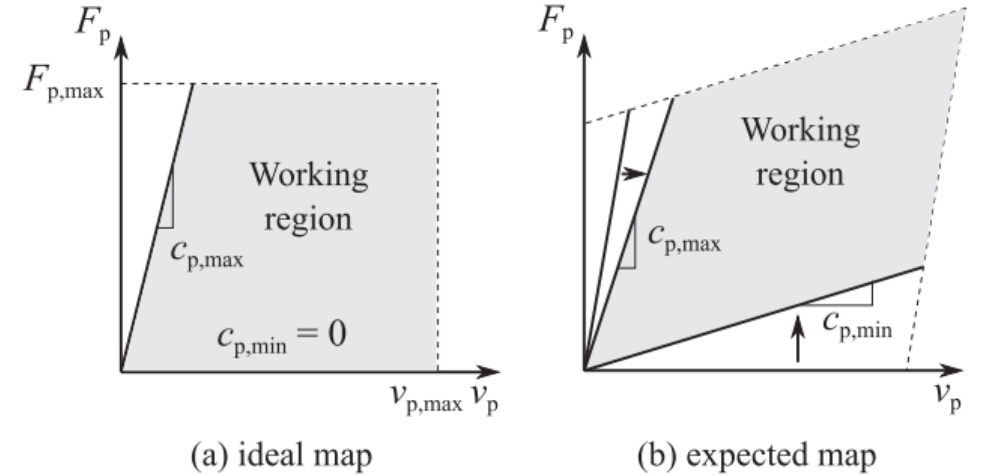 F_p
F_p,max
Working
region
c_p,max
c_p,min = 0
v_p,max v_p
(a) ideal map
F_p
Working
region
c_p,max
c_p,min
v_p
(b) expected map